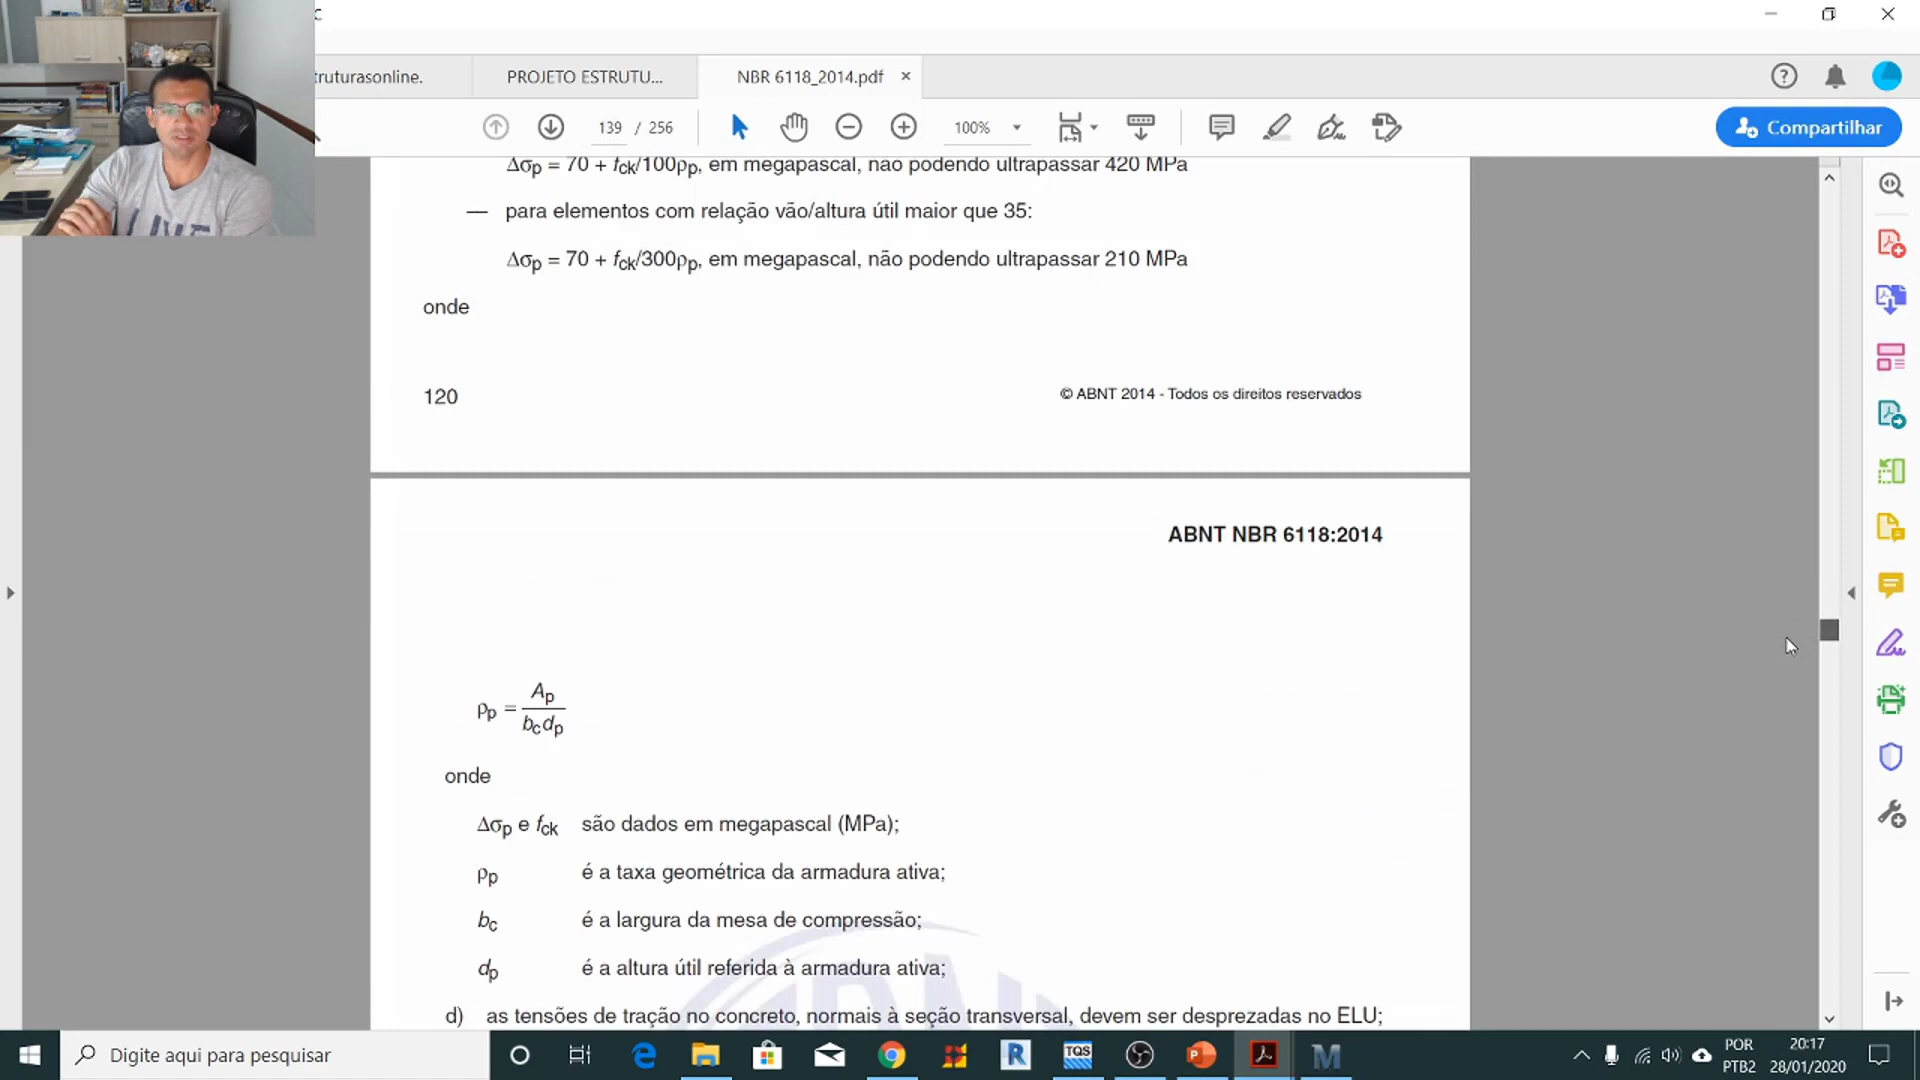 c
truturasonline.
PROJETO ESTRUTU...
NBR 6118_2014.pdf
139 / 256
100%
Compartilhar
Δσp = 70 + fck/100ρp, em megapascal, não podendo ultrapassar 420 MPa
— para elementos com relação vão/altura útil maior que 35:
Δσp = 70 + fck/300ρp, em megapascal, não podendo ultrapassar 210 MPa
onde
120
© ABNT 2014 - Todos os direitos reservados
ABNT NBR 6118:2014
ρp = Ap
bcdp
onde
Δσp e fck são dados em megapascal (MPa);
ρp é a taxa geométrica da armadura ativa;
bc é a largura da mesa de compressão;
dp é a altura útil referida à armadura ativa;
d) as tensões de tração no concreto, normais à seção transversal, devem ser desprezadas no ELU;
Digite aqui para pesquisar
TQS
POR
PTB2
20:17
28/01/2020